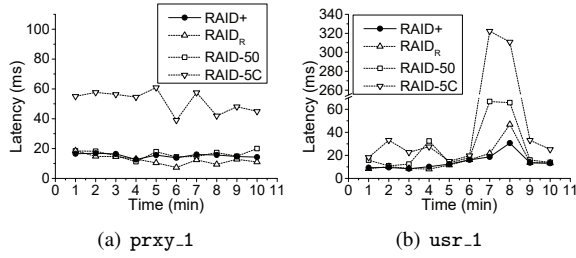 RAID+
RAID_R
RAID-50
RAID-5C
Latency (ms)
100
80
60
40
20
0
0 1 2 3 4 5 6 7 8 9 10 11
Time (min)
(a) prxy_1
RAID+
RAID_R
RAID-50
RAID-5C
Latency (ms)
340
320
300
280
260
80
60
40
20
0
0 1 2 3 4 5 6 7 8 9 10 11
Time (min)
(b) usr_1